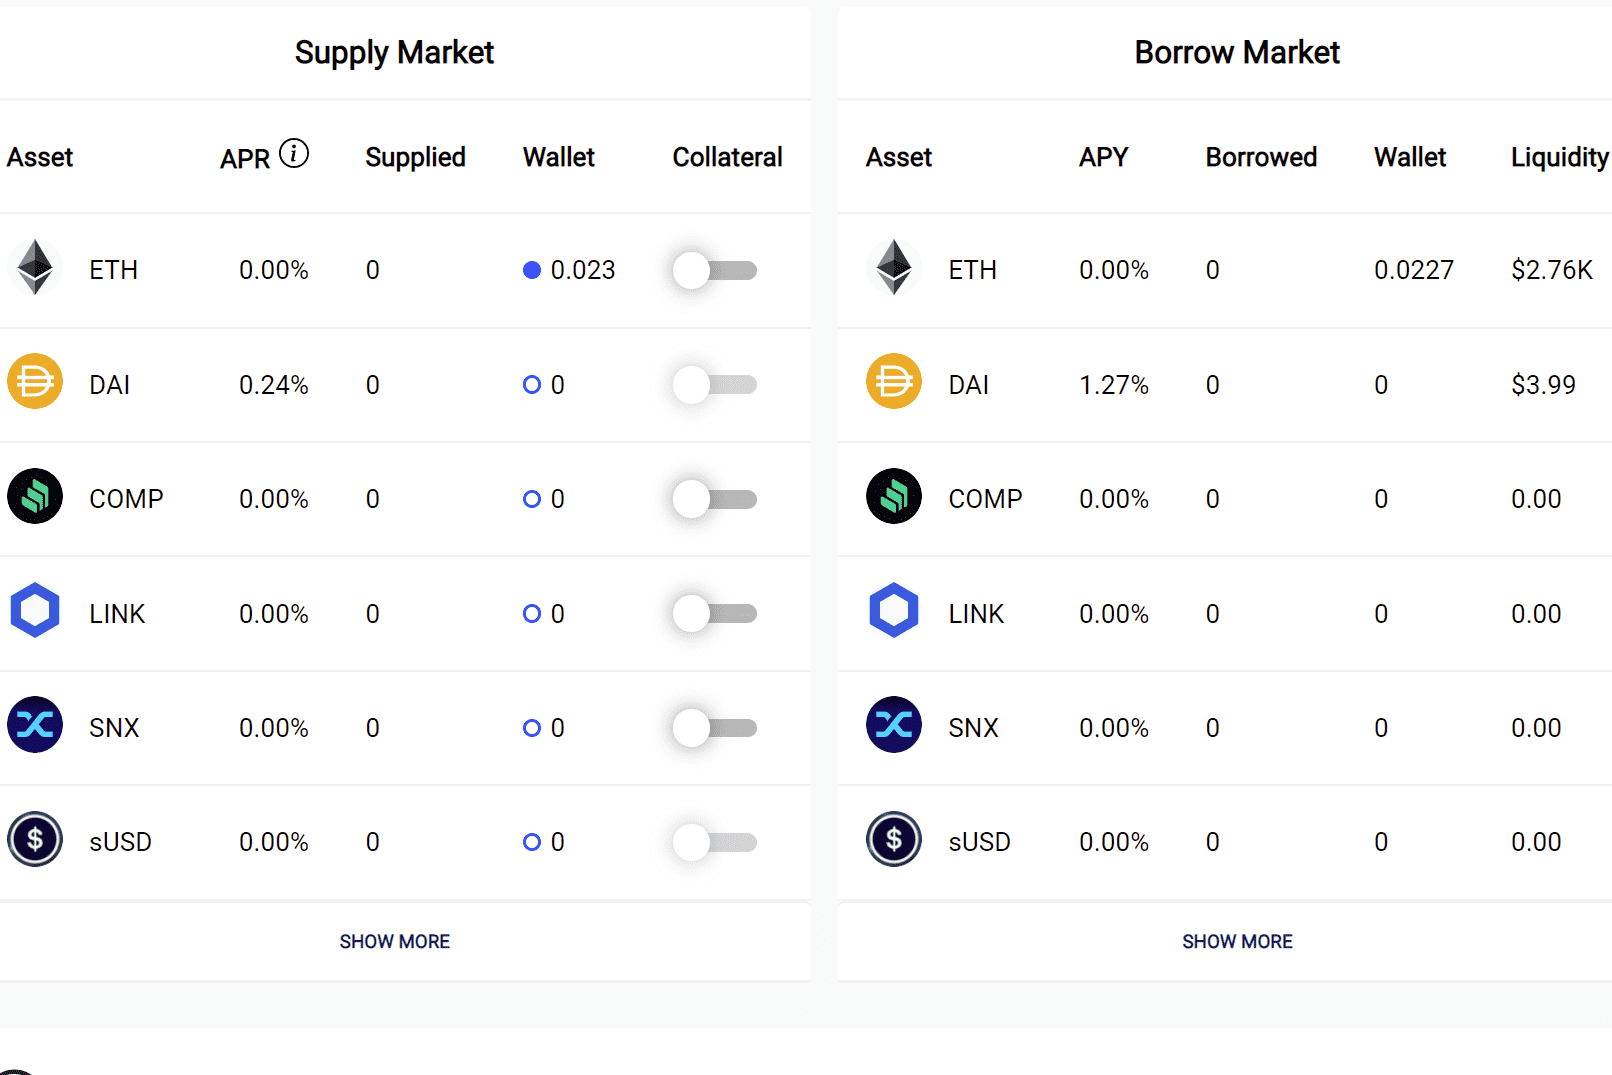 Supply Market
Asset APR i Supplied Wallet Collateral
ETH 0.00% 0 0.023
DAI 0.24% 0 0
COMP 0.00% 0 0
LINK 0.00% 0 0
SNX 0.00% 0 0
$ sUSD 0.00% 0 0
SHOW MORE
Borrow Market
Asset APY Borrowed Wallet Liquidity
ETH 0.00% 0 0.0227 $2.76K
DAI 1.27% 0 0 $3.99
COMP 0.00% 0 0 0.00
LINK 0.00% 0 0 0.00
SNX 0.00% 0 0 0.00
$ sUSD 0.00% 0 0 0.00
SHOW MORE